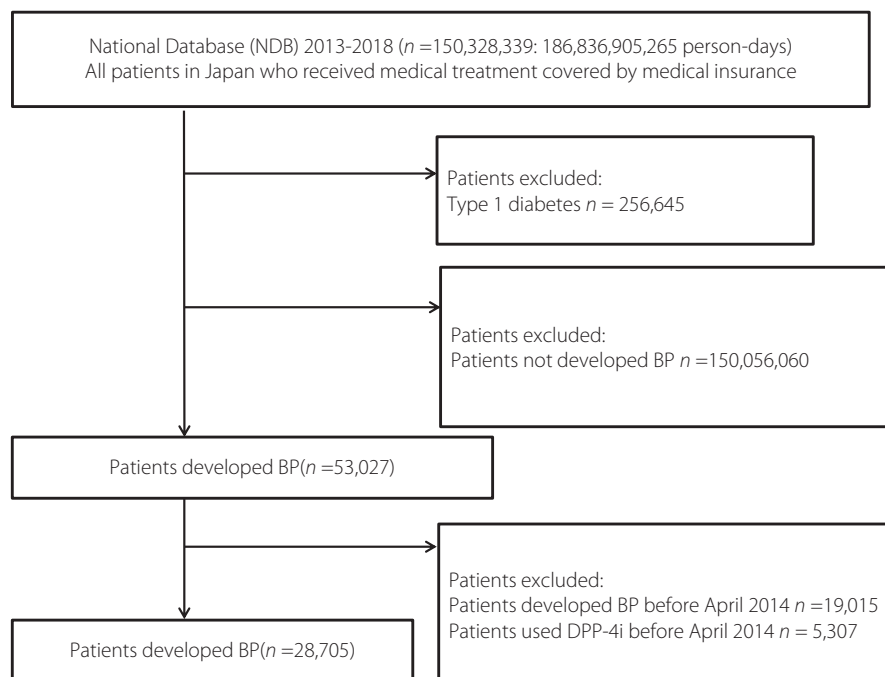 National Database (NDB) 2013-2018 (n =150,328,339: 186,836,905,265 person-days)
All patients in Japan who received medical treatment covered by medical insurance
Patients excluded:
Type 1 diabetes n = 256,645
Patients excluded:
Patients not developed BP n =150,056,060
Patients developed BP(n =53,027)
Patients excluded:
Patients developed BP before April 2014 n =19,015
Patients used DPP-4i before April 2014 n = 5,307
Patients developed BP(n =28,705)